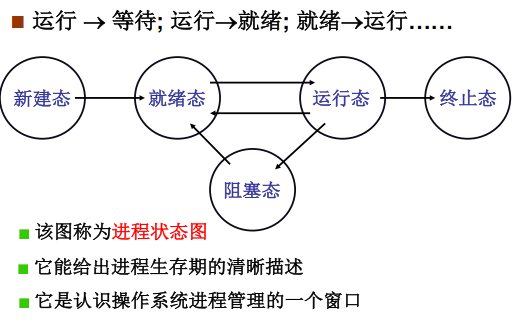 运行 → 等待; 运行→就绪; 就绪→运行……
新建态 就绪态 运行态 终止态
阻塞态
该图称为进程状态图
它能给出进程生存期的清晰描述
它是认识操作系统进程管理的一个窗口